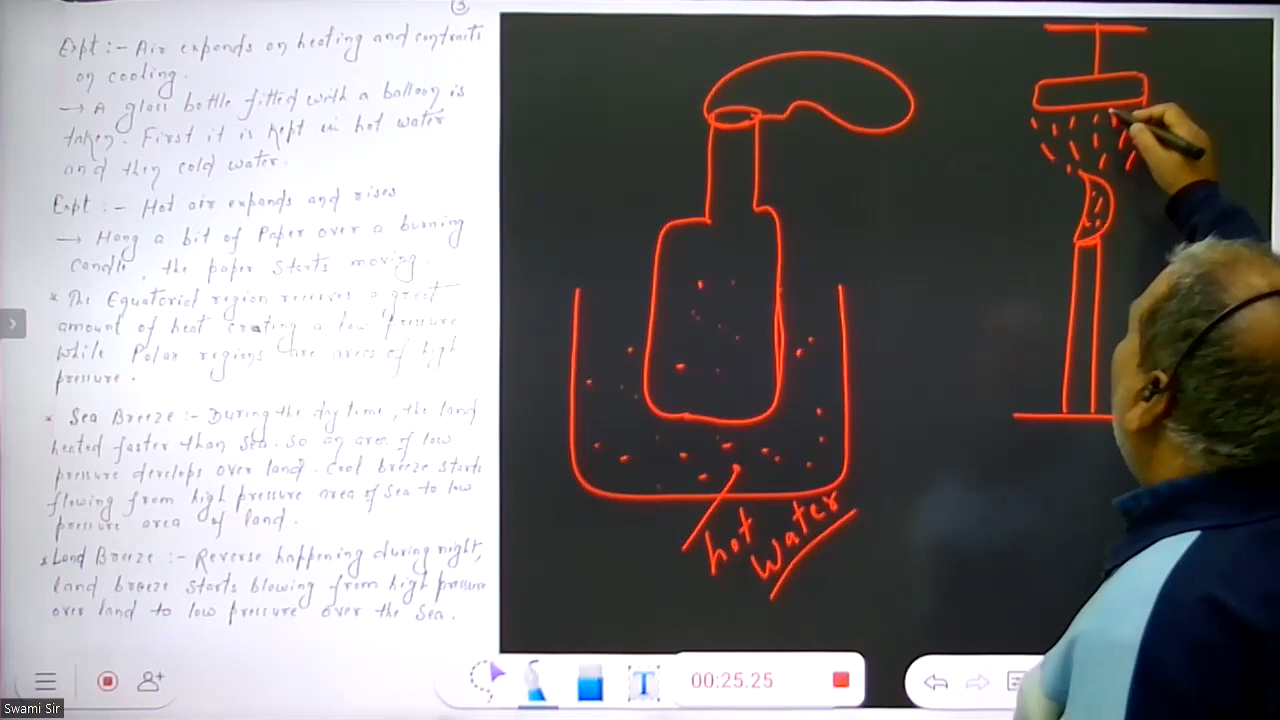 3
Expt :- Air expands on heating and contracts
on cooling.
→ A glass bottle fitted with a balloon is
taken. First it is kept in hot water
and then cold water.
Expt :- Hot air expands and rises
→ Hang a bit of Paper over a burning
candle, the paper starts moving.
* The Equatorial region receives a great
amount of heat creating a low pressure
while Polar regions are areas of high
pressure.
* Sea Breeze :- During the day time, the land
heated faster than sea. So an area of low
pressure develops over land. Cool breeze starts
flowing from high pressure area of sea to low
pressure area of land.
* Land Breeze :- Reverse happening during night,
land breeze starts blowing from high pressure
over land to low pressure over the sea.
hot
water
T
00:25.25
Swami Sir